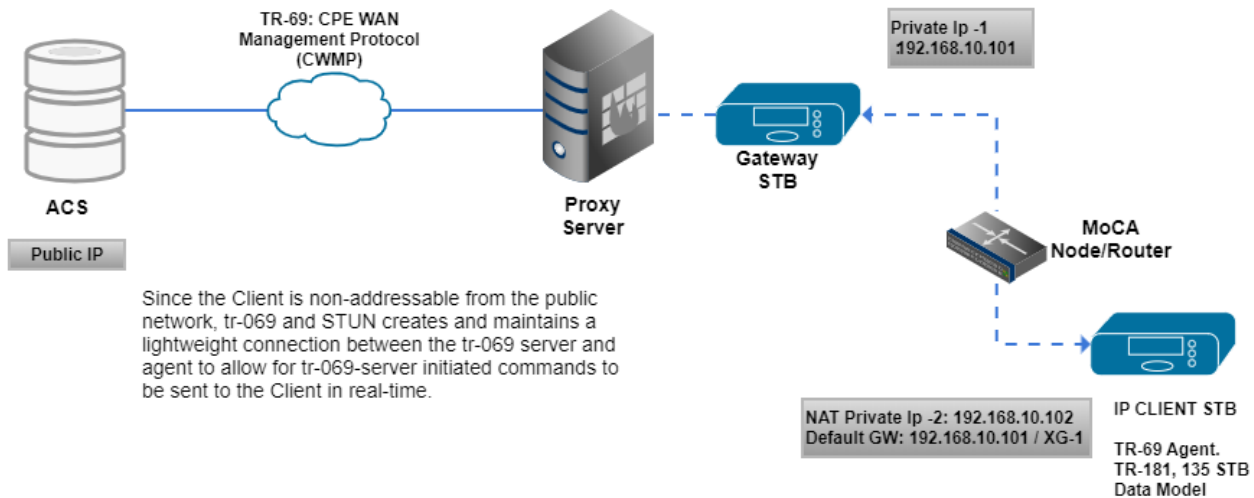 TR-69: CPE WAN
Management Protocol
(CWMP)
Private Ip -1
:192.168.10.101
Gateway
STB
ACS
Proxy
Server
MoCA
Node/Router
Public IP
Since the Client is non-addressable from the public
network, tr-069 and STUN creates and maintains a
lightweight connection between the tr-069 server and
agent to allow for tr-069-server initiated commands to
be sent to the Client in real-time.
NAT Private Ip -2: 192.168.10.102
Default GW: 192.168.10.101 / XG-1
IP CLIENT STB
TR-69 Agent.
TR-181, 135 STB
Data Model